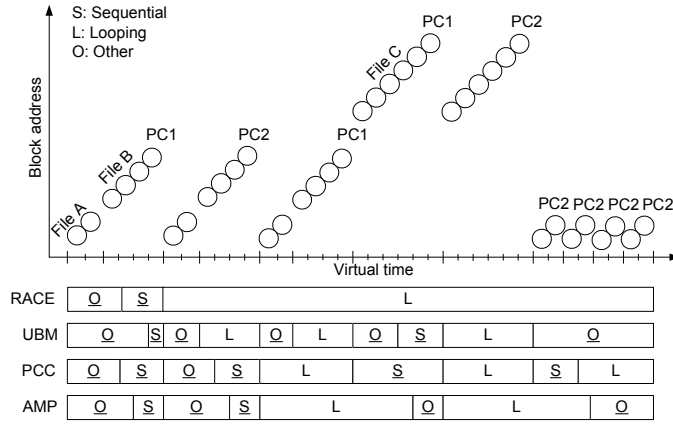 S: Sequential
L: Looping
O: Other
PC1
PC2
File C
Block address
PC1
PC2
PC1
File B
File A
PC2 PC2 PC2 PC2
Virtual time
RACE O S L
UBM O S O L O L O S L O
PCC O S O S L S L S L
AMP O S O S L O L O